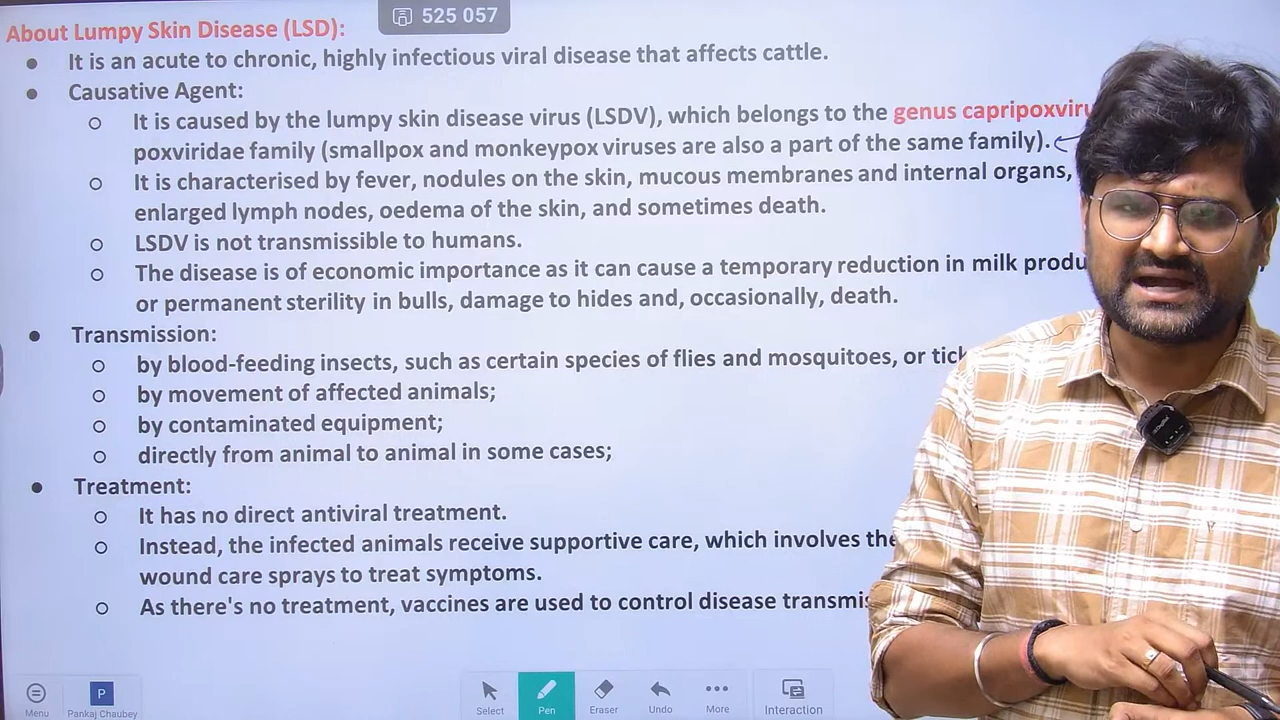 About Lumpy Skin Disease (LSD):
525 057
It is an acute to chronic, highly infectious viral disease that affects cattle.
Causative Agent:
It is caused by the lumpy skin disease virus (LSDV), which belongs to the genus capripoxviru
poxviridae family (smallpox and monkeypox viruses are also a part of the same family).
It is characterised by fever, nodules on the skin, mucous membranes and internal organs,
enlarged lymph nodes, oedema of the skin, and sometimes death.
LSDV is not transmissible to humans.
The disease is of economic importance as it can cause a temporary reduction in milk produ
or permanent sterility in bulls, damage to hides and, occasionally, death.
Transmission:
by blood-feeding insects, such as certain species of flies and mosquitoes, or tick
by movement of affected animals;
by contaminated equipment;
directly from animal to animal in some cases;
Treatment:
It has no direct antiviral treatment.
Instead, the infected animals receive supportive care, which involves the
wound care sprays to treat symptoms.
As there's no treatment, vaccines are used to control disease transmis
Menu
P
Pankaj Chaubey
Select
Pen
Eraser
Undo
More
Interaction